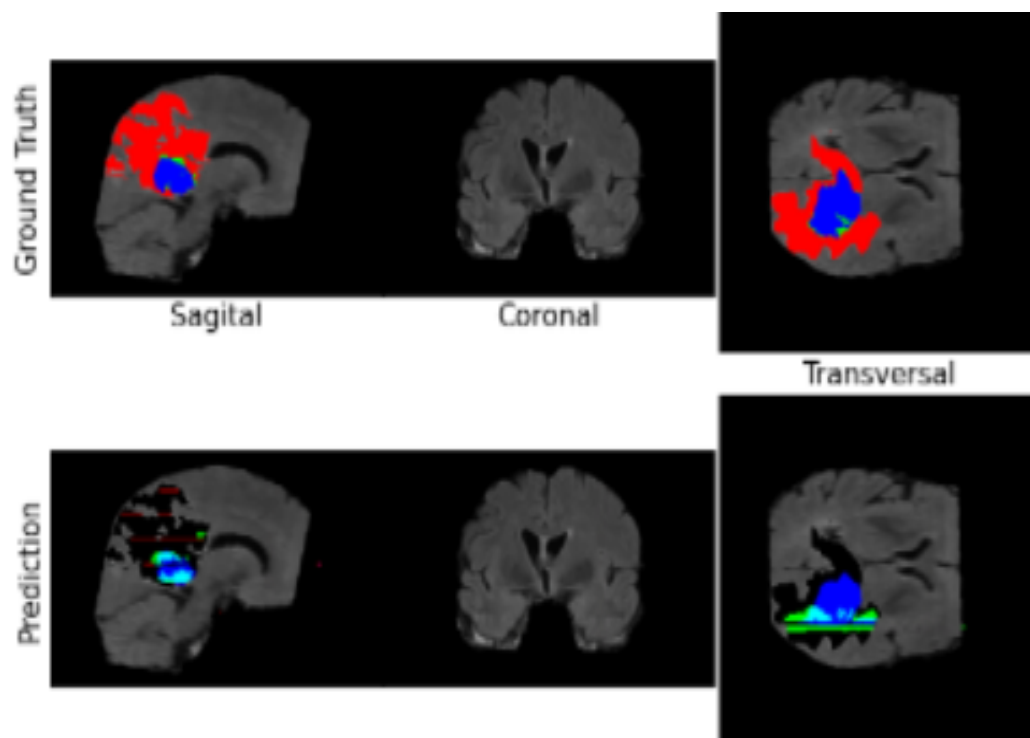 Ground Truth
Sagital
Coronal
Transversal
Prediction